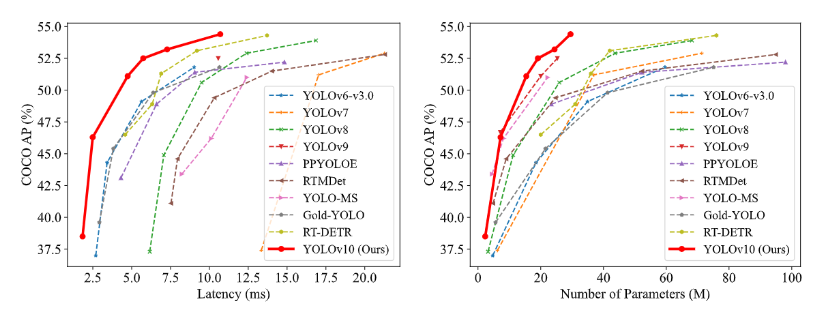 55.0
52.5
50.0
47.5
45.0
42.5
40.0
37.5
COCO AP (%)
2.5 5.0 7.5 10.0 12.5 15.0 17.5 20.0
Latency (ms)
YOLOv6-v3.0
YOLOv7
YOLOv8
YOLOv9
PPYOLOE
RTMDet
YOLO-MS
Gold-YOLO
RT-DETR
YOLOv10 (Ours)
55.0
52.5
50.0
47.5
45.0
42.5
40.0
37.5
COCO AP (%)
0 20 40 60 80 100
Number of Parameters (M)
YOLOv6-v3.0
YOLOv7
YOLOv8
YOLOv9
PPYOLOE
RTMDet
YOLO-MS
Gold-YOLO
RT-DETR
YOLOv10 (Ours)